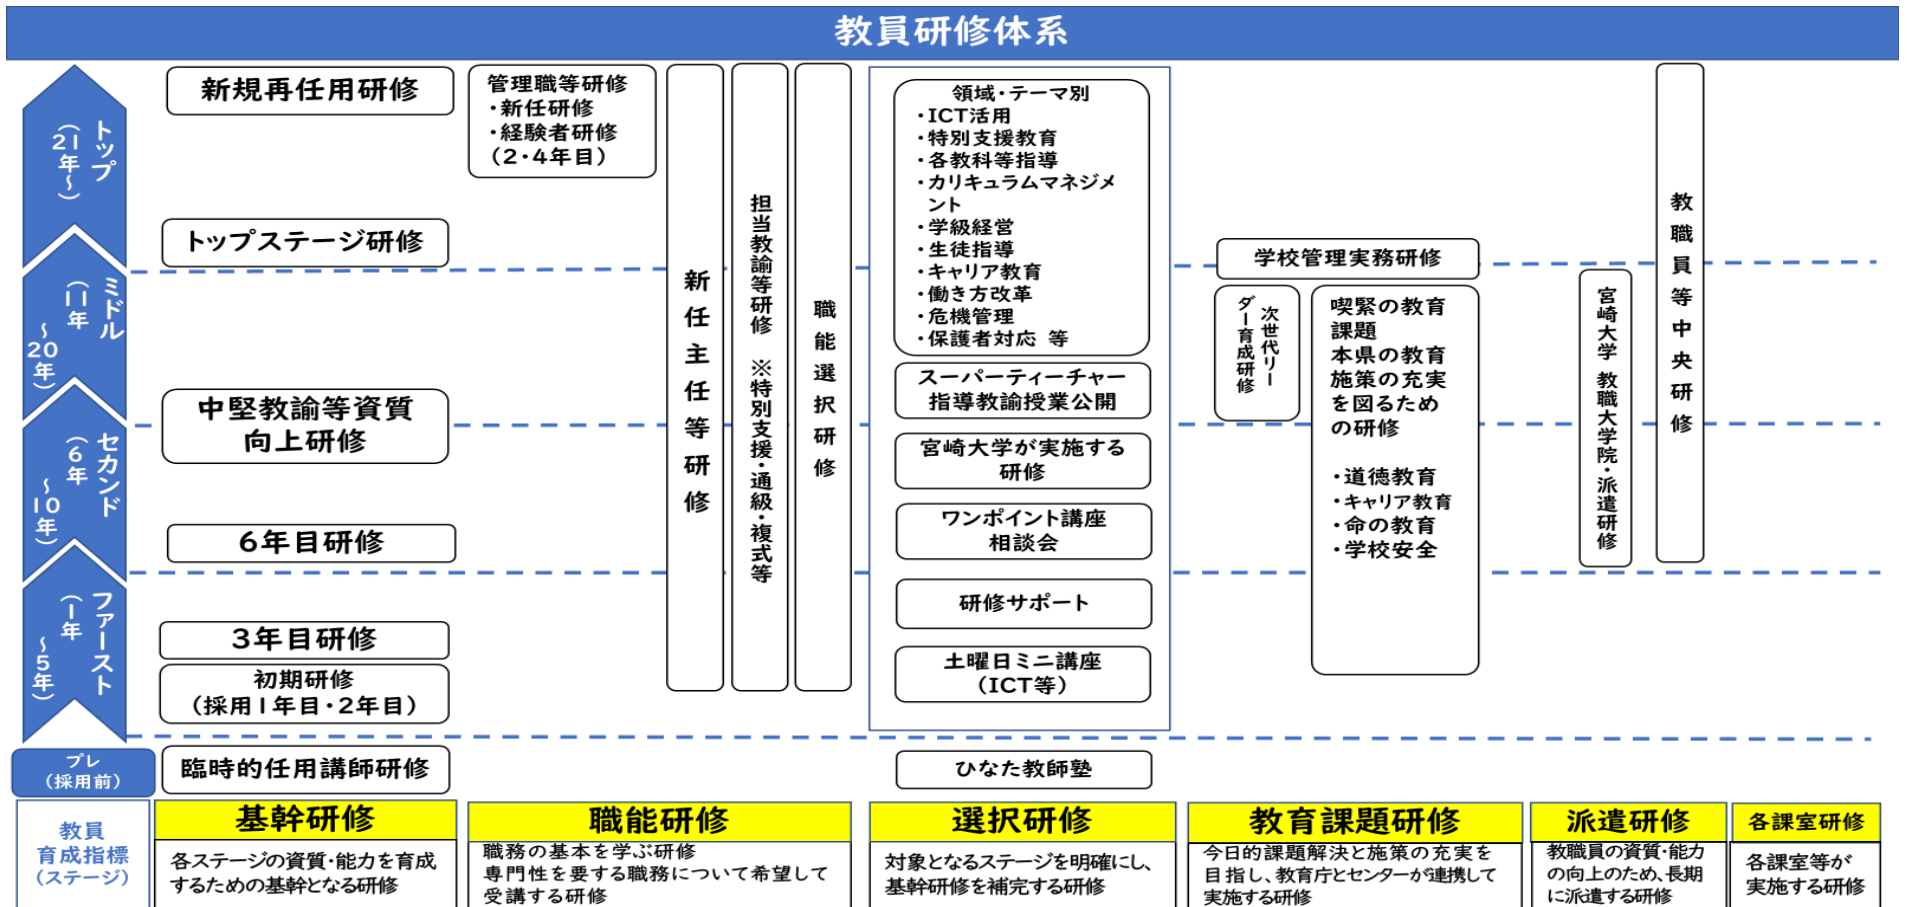 教員研修体系
トップ
(21年~)
ミドル
(11年
~20年)
セカンド
(6年
~10年)
ファースト
(1年
~5年)
プレ
(採用前)
教員
育成指標
(ステージ)
新規再任用研修
トップステージ研修
中堅教諭等資質
向上研修
6年目研修
3年目研修
初期研修
(採用1年目・2年目)
臨時的任用講師研修
基幹研修
各ステージの資質・能力を育成
するための基幹となる研修
管理職等研修
・新任研修
・経験者研修
(2・4年目)
新任主任等研修
担当教諭等研修 ※特別支援・通級・複式等
職能選択研修
職能研修
職務の基本を学ぶ研修
専門性を要する職務について希望して
受講する研修
領域・テーマ別
・ICT活用
・特別支援教育
・各教科等指導
・カリキュラムマネジメ
ント
・学級経営
・生徒指導
・キャリア教育
・働き方改革
・危機管理
・保護者対応 等
スーパーティーチャー
指導教諭授業公開
宮崎大学が実施する
研修
ワンポイント講座
相談会
研修サポート
土曜日ミニ講座
(ICT等)
ひなた教師塾
選択研修
対象となるステージを明確にし、
基幹研修を補完する研修
学校管理実務研修
次世代リー
ダー育成研修
喫緊の教育
課題
本県の教育
施策の充実
を図るため
の研修
・道徳教育
・キャリア教育
・命の教育
・学校安全
教育課題研修
今日的課題解決と施策の充実を
目指し、教育庁とセンターが連携して
実施する研修
宮崎大学 教職大学院・派遣研修
教職員等中央研修
派遣研修
教職員の資質・能力
の向上のため、長期
に派遣する研修
各課室研修
各課室等が
実施する研修